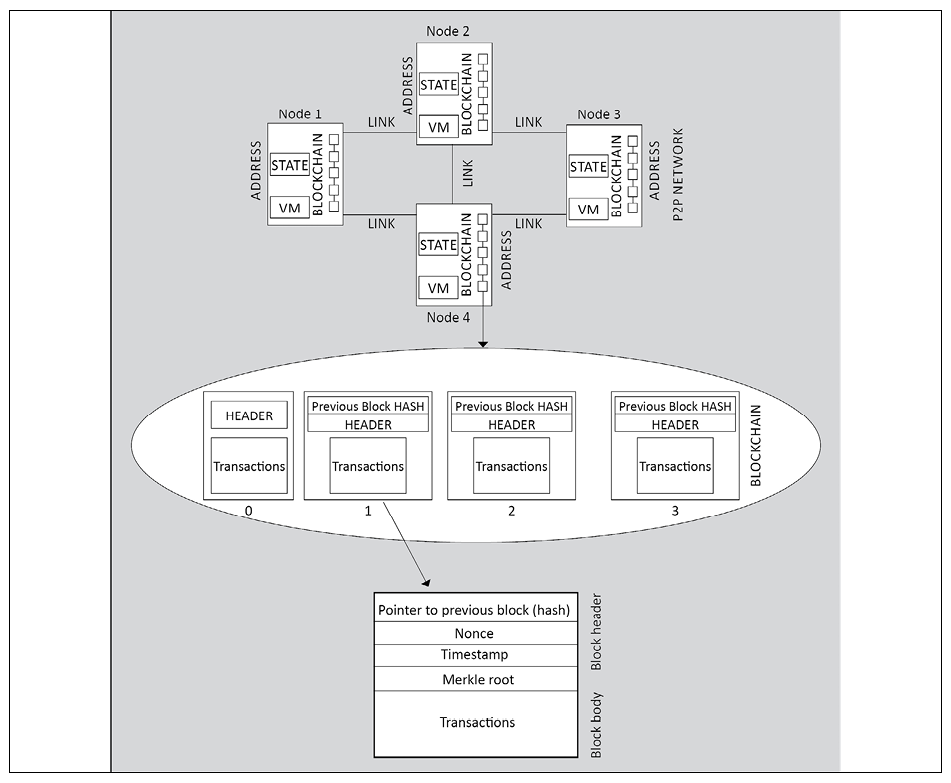 Node 2
ADDRESS
STATE
VM
BLOCKCHAIN
Node 1
ADDRESS
STATE
VM
BLOCKCHAIN
LINK
LINK
LINK
Node 3
STATE
VM
BLOCKCHAIN
ADDRESS
P2P NETWORK
LINK
LINK
STATE
VM
BLOCKCHAIN
ADDRESS
Node 4
HEADER
Transactions
0
Previous Block HASH
HEADER
Transactions
1
Previous Block HASH
HEADER
Transactions
2
Previous Block HASH
HEADER
Transactions
3
BLOCKCHAIN
Pointer to previous block (hash)
Nonce
Timestamp
Merkle root
Block header
Transactions
Block body